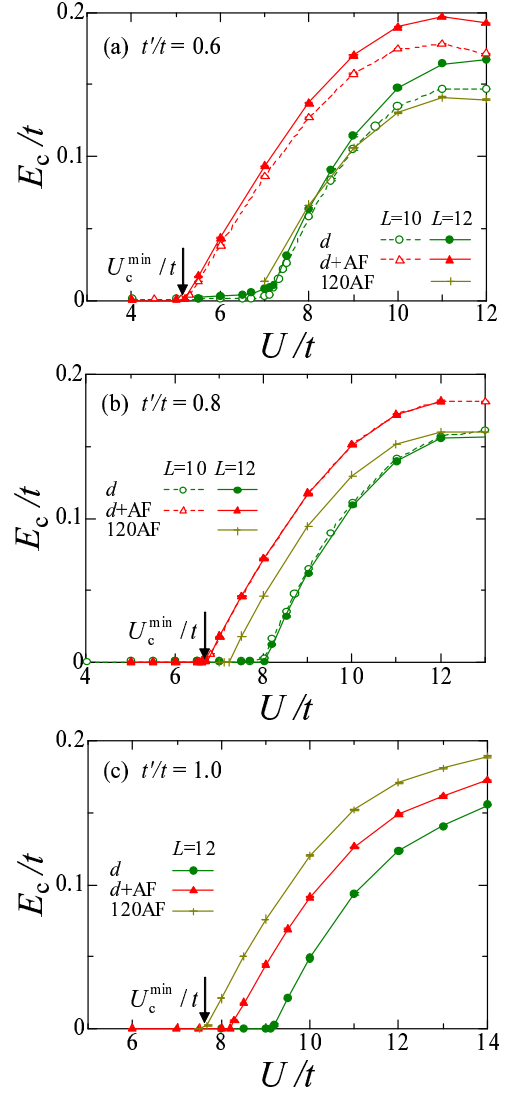 (a) t′/t = 0.6
0.2
0.1
0
E_c/t
U_c^min/t
L=10 L=12
d
d+AF
120AF
4 6 8 10 12
U/t
(b) t′/t = 0.8
0.2
0.1
0
E_c/t
L=10 L=12
d
d+AF
120AF
U_c^min/t
4 6 8 10 12
U/t
(c) t′/t = 1.0
0.2
0.1
0
E_c/t
L=12
d
d+AF
120AF
U_c^min/t
6 8 10 12 14
U/t